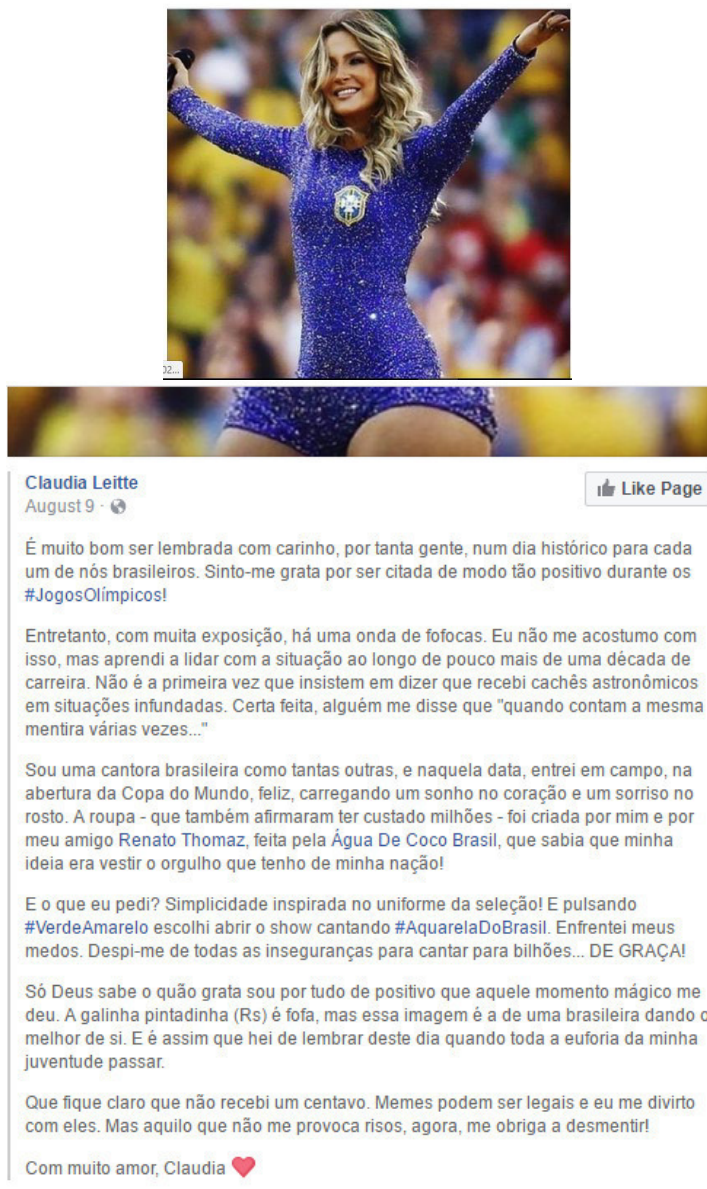 02...
Claudia Leitte
Like Page
August 9 ·
É muito bom ser lembrada com carinho, por tanta gente, num dia histórico para cada
um de nós brasileiros. Sinto-me grata por ser citada de modo tão positivo durante os
#JogosOlímpicos!
Entretanto, com muita exposição, há uma onda de fofocas. Eu não me acostumo com
isso, mas aprendi a lidar com a situação ao longo de pouco mais de uma década de
carreira. Não é a primeira vez que insistem em dizer que recebi cachês astronômicos
em situações infundadas. Certa feita, alguém me disse que "quando contam a mesma
mentira várias vezes..."
Sou uma cantora brasileira como tantas outras, e naquela data, entrei em campo, na
abertura da Copa do Mundo, feliz, carregando um sonho no coração e um sorriso no
rosto. A roupa - que também afirmaram ter custado milhões - foi criada por mim e por
meu amigo Renato Thomaz, feita pela Água De Coco Brasil, que sabia que minha
ideia era vestir o orgulho que tenho de minha nação!
E o que eu pedi? Simplicidade inspirada no uniforme da seleção! E pulsando
#VerdeAmarelo escolhi abrir o show cantando #AquarelaDoBrasil. Enfrentei meus
medos. Despi-me de todas as inseguranças para cantar para bilhões... DE GRAÇA!
Só Deus sabe o quão grata sou por tudo de positivo que aquele momento mágico me
deu. A galinha pintadinha (Rs) é fofa, mas essa imagem é a de uma brasileira dando o
melhor de si. E é assim que hei de lembrar deste dia quando toda a euforia da minha
juventude passar.
Que fique claro que não recebi um centavo. Memes podem ser legais e eu me divirto
com eles. Mas aquilo que não me provoca risos, agora, me obriga a desmentir!
Com muito amor, Claudia ❤